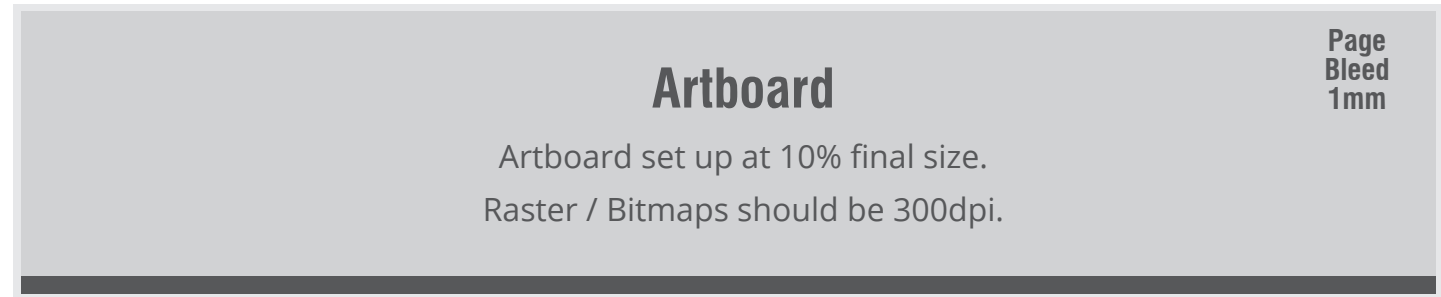 Artboard
Artboard set up at 10% final size.
Raster / Bitmaps should be 300dpi.
Page
Bleed
1mm